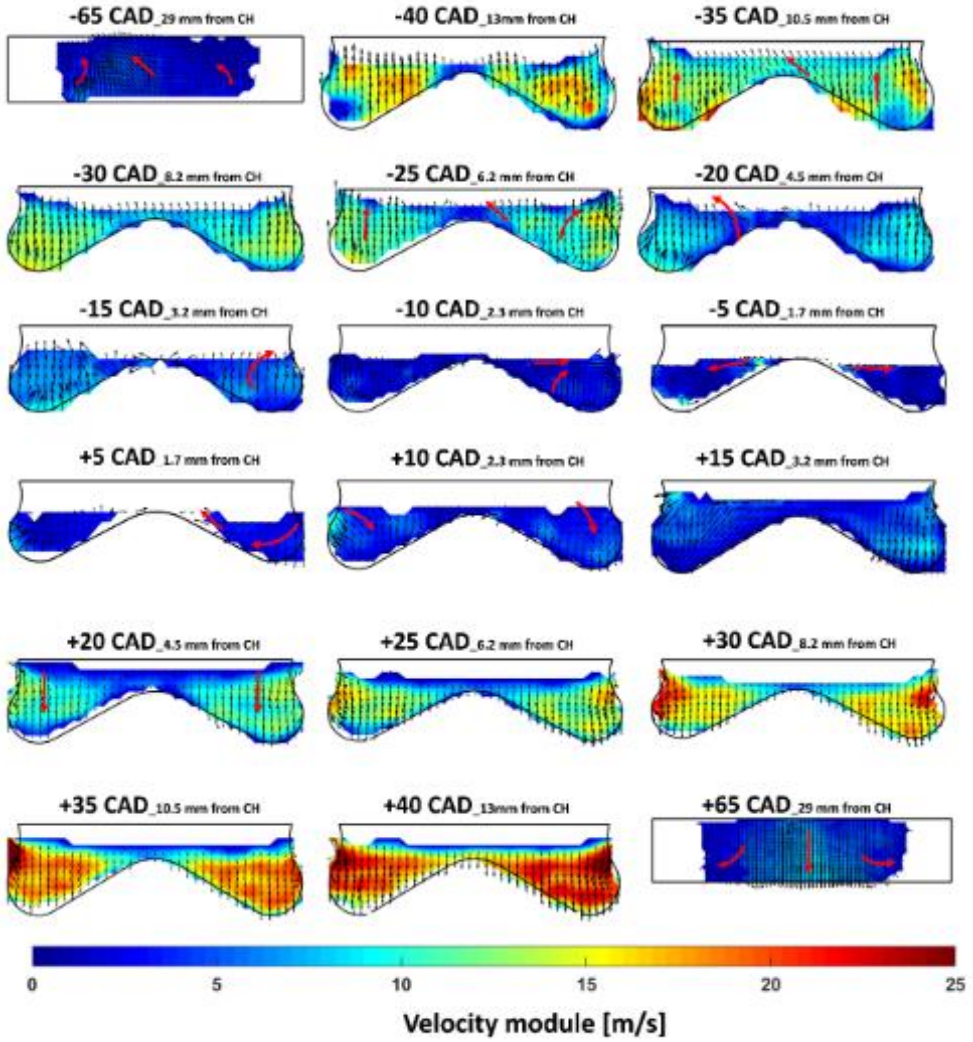 -65 CAD_29 mm from CH
-40 CAD_13mm from CH
-35 CAD_10.5 mm from CH
-30 CAD_8.2 mm from CH
-25 CAD_6.2 mm from CH
-20 CAD_4.5 mm from CH
-15 CAD_3.2 mm from CH
-10 CAD_2.3 mm from CH
-5 CAD_1.7 mm from CH
+5 CAD_1.7 mm from CH
+10 CAD_2.3 mm from CH
+15 CAD_3.2 mm from CH
+20 CAD_4.5 mm from CH
+25 CAD_6.2 mm from CH
+30 CAD_8.2 mm from CH
+35 CAD_10.5 mm from CH
+40 CAD_13mm from CH
+65 CAD_29 mm from CH
0 5 10 15 20 25
Velocity module [m/s]